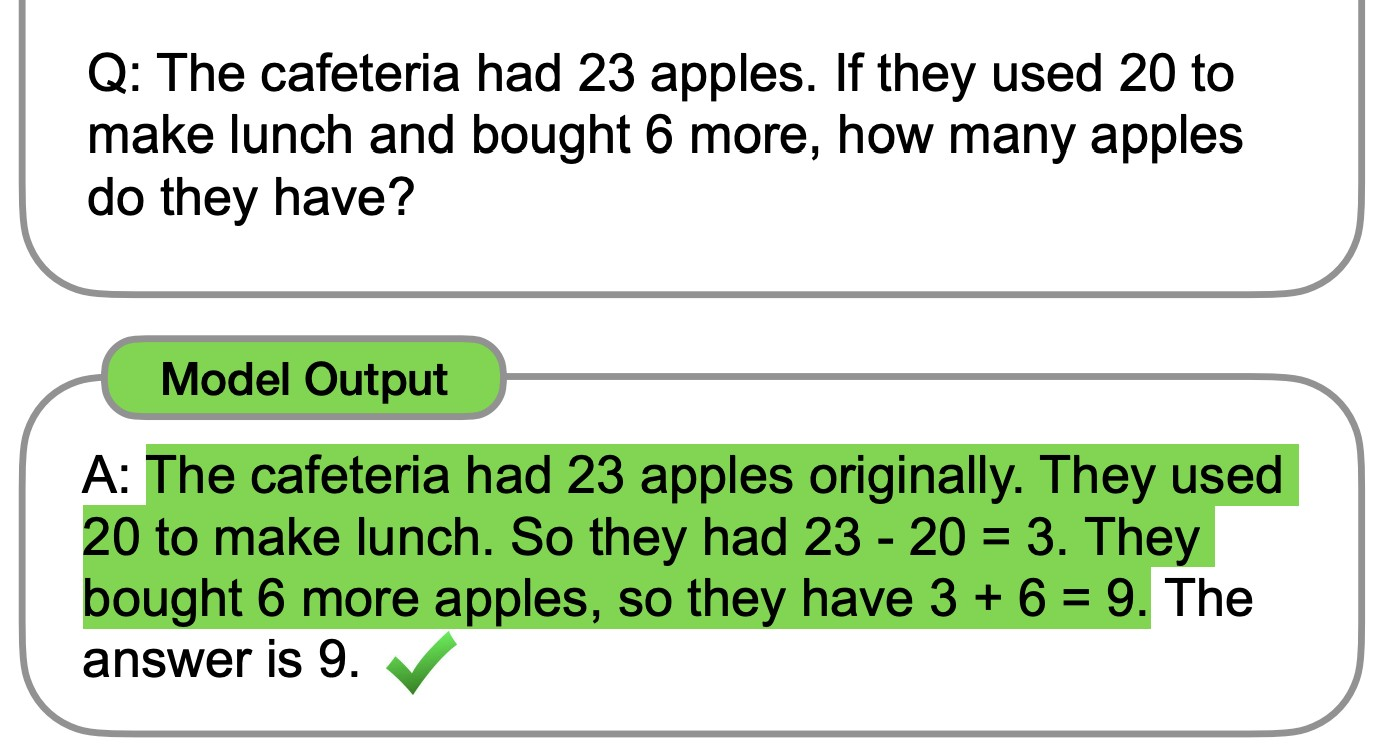 Q: The cafeteria had 23 apples. If they used 20 to
make lunch and bought 6 more, how many apples
do they have?
Model Output
A: The cafeteria had 23 apples originally. They used
20 to make lunch. So they had 23 - 20 = 3. They
bought 6 more apples, so they have 3 + 6 = 9. The
answer is 9.